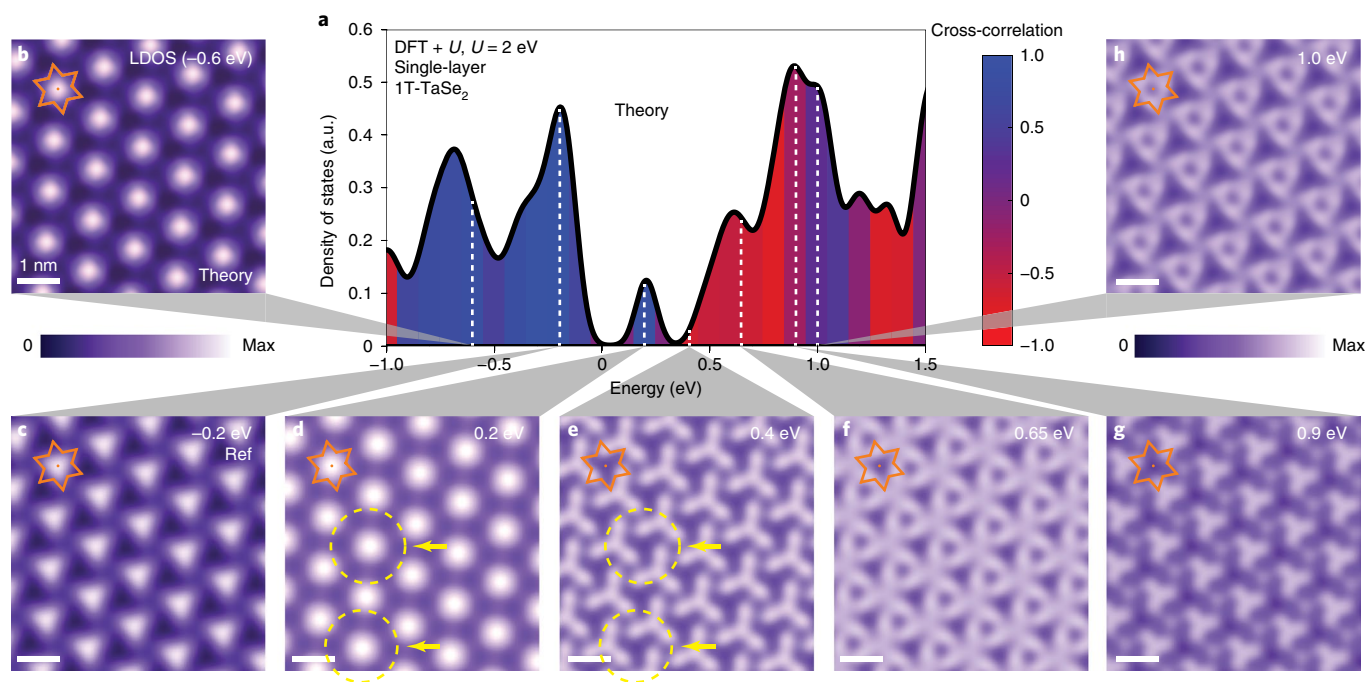 a
DFT + U, U = 2 eV
Single-layer
1T-TaSe2
Theory
Density of states (a.u.)
0.6
0.5
0.4
0.3
0.2
0.1
0
−1.0
−0.5
0
0.5
1.0
1.5
Energy (eV)
Cross-correlation
1.0
0.5
0
−0.5
−1.0
b
LDOS (−0.6 eV)
1 nm
Theory
0
Max
h
1.0 eV
0
Max
c
−0.2 eV
Ref
d
0.2 eV
e
0.4 eV
f
0.65 eV
g
0.9 eV